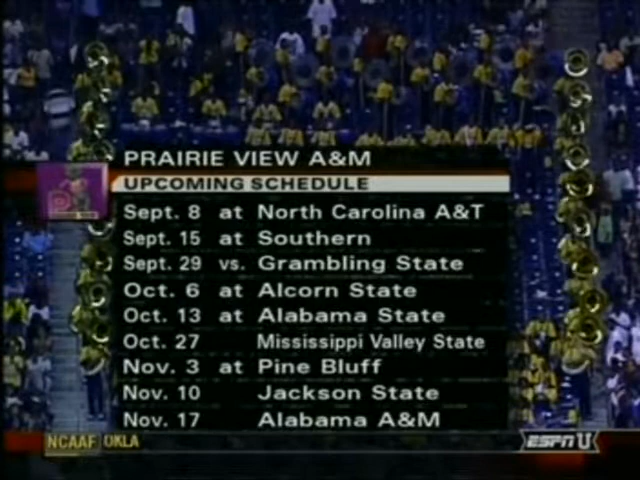 PRAIRIE VIEW A&M
UPCOMING SCHEDULE
Sept. 8 at North Carolina A&T
Sept. 15 at Southern
Sept. 29 vs. Grambling State
Oct. 6 at Alcorn State
Oct. 13 at Alabama State
Oct. 27 Mississippi Valley State
Nov. 3 at Pine Bluff
Nov. 10 Jackson State
Nov. 17 Alabama A&M
NCAAF OKLA
ESPNU